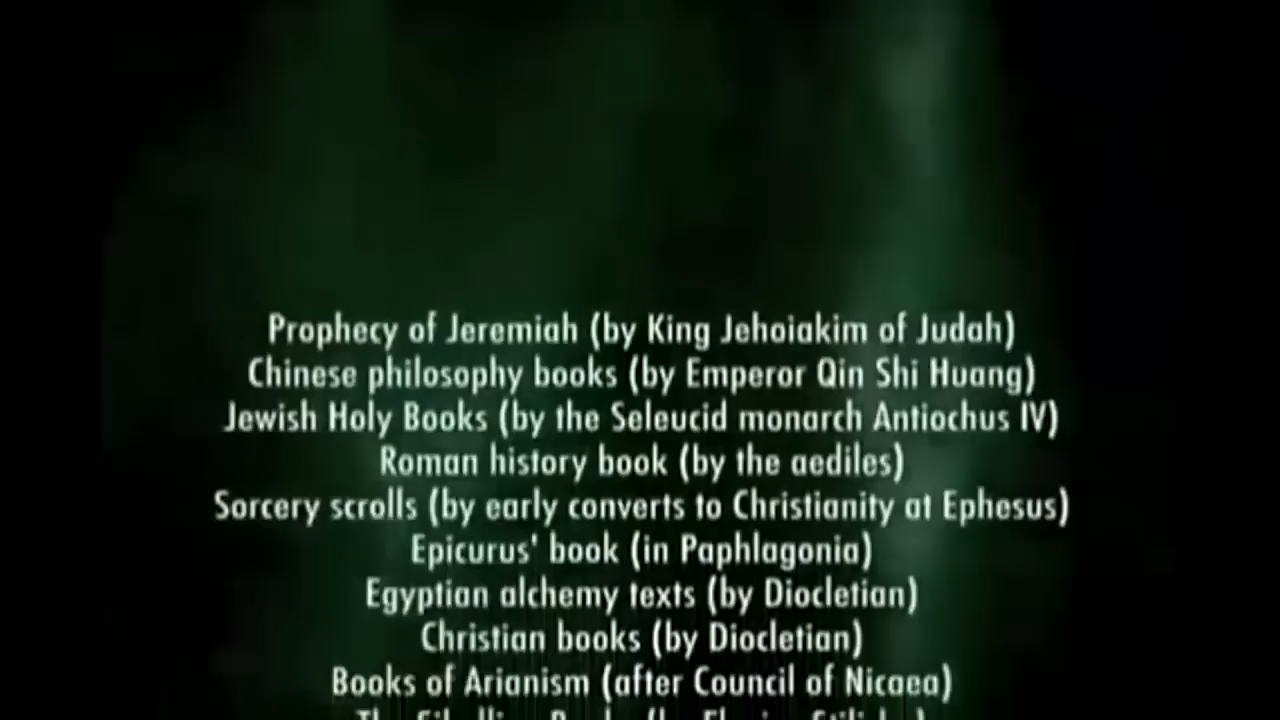 Prophecy of Jeremiah (by King Jehoiakim of Judah)
Chinese philosophy books (by Emperor Qin Shi Huang)
Jewish Holy Books (by the Seleucid monarch Antiochus IV)
Roman history book (by the aediles)
Sorcery scrolls (by early converts to Christianity at Ephesus)
Epicurus' book (in Paphlagonia)
Egyptian alchemy texts (by Diocletian)
Christian books (by Diocletian)
Books of Arianism (after Council of Nicaea)